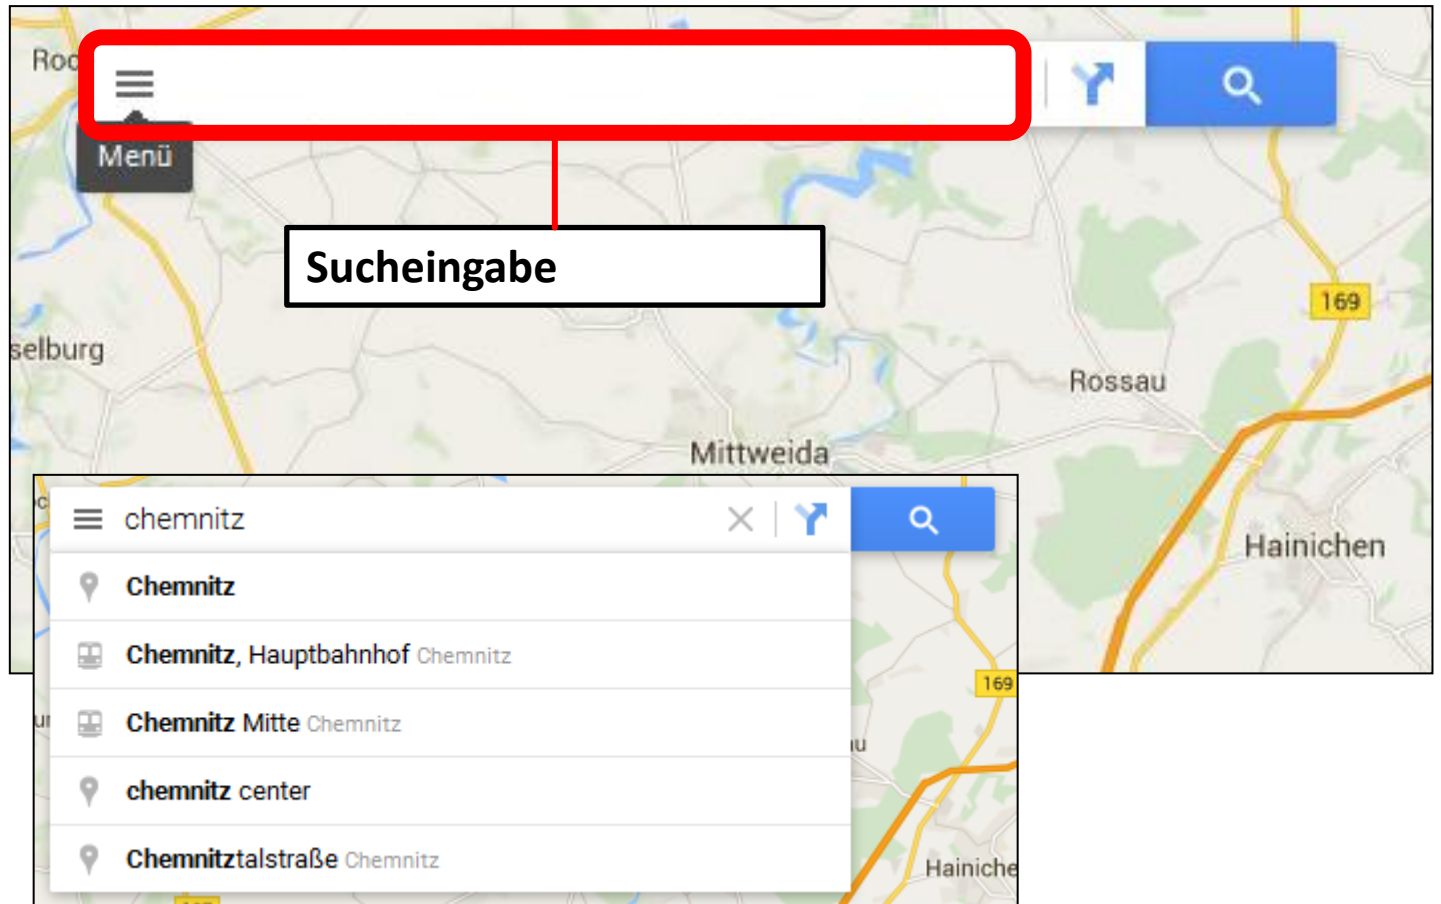 Roc
Menü
Sucheingabe
169
selburg
Rossau
Mittweida
Hainichen
chemnitz
Chemnitz
Chemnitz, Hauptbahnhof Chemnitz
169
Chemnitz Mitte Chemnitz
chemnitz center
Chemnitztalstraße Chemnitz
Hainiche